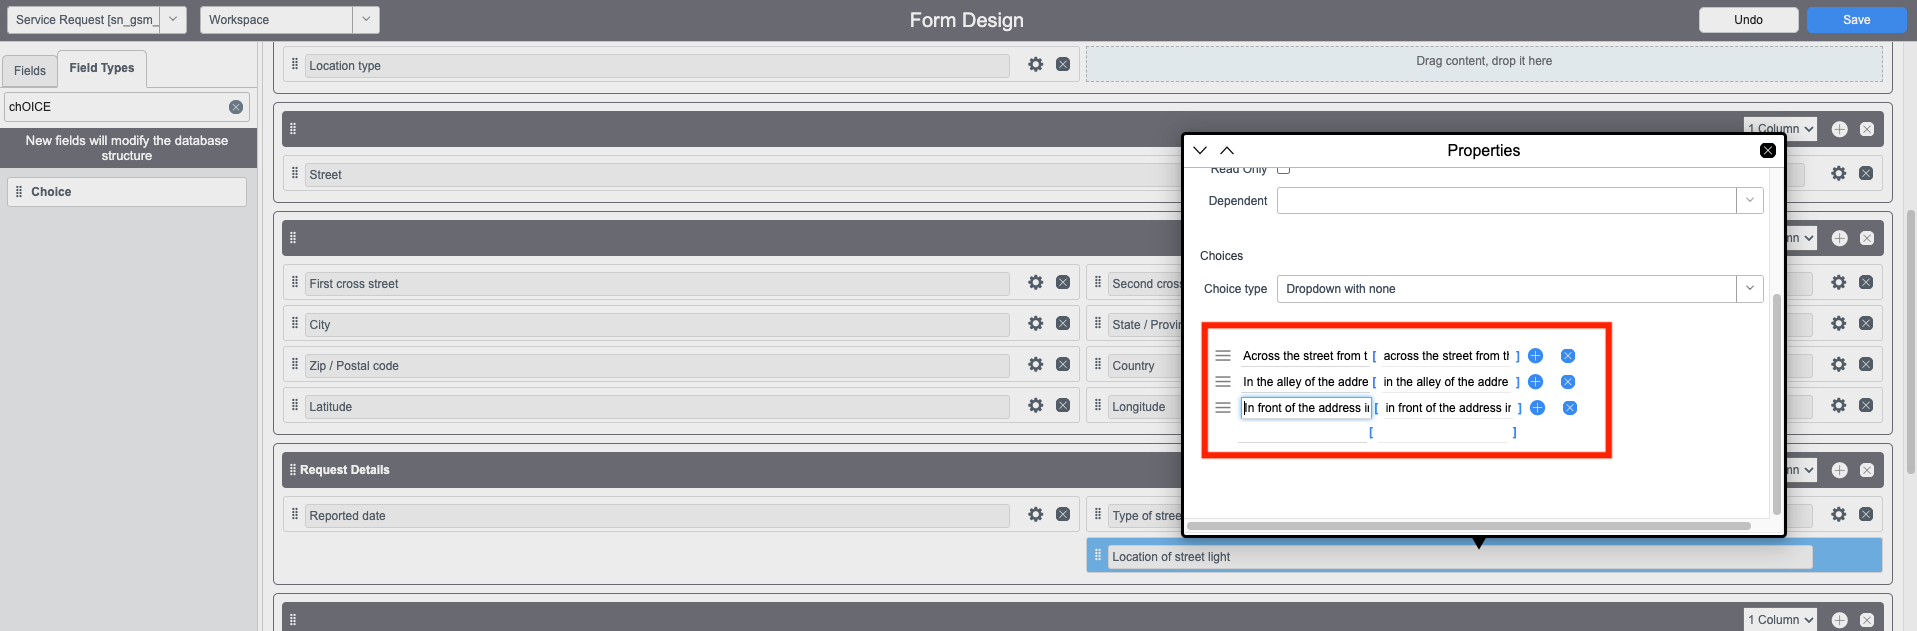 Service Request [sn_gsm_
Workspace
Form Design
Undo
Save
Fields
Field Types
chOICE
New fields will modify the database
structure
Choice
Location type
Drag content, drop it here
1 Column
Street
First cross street
Second cros
City
State / Provin
Zip / Postal code
Country
Latitude
Longitude
Request Details
Reported date
Type of stree
Location of street light
1 Column
Properties
Read Only
Dependent
Choices
Choice type
Dropdown with none
Across the street from t [ across the street from th ]
In the alley of the addre [ in the alley of the addre ]
In front of the address in [ in front of the address in ]
[ ]